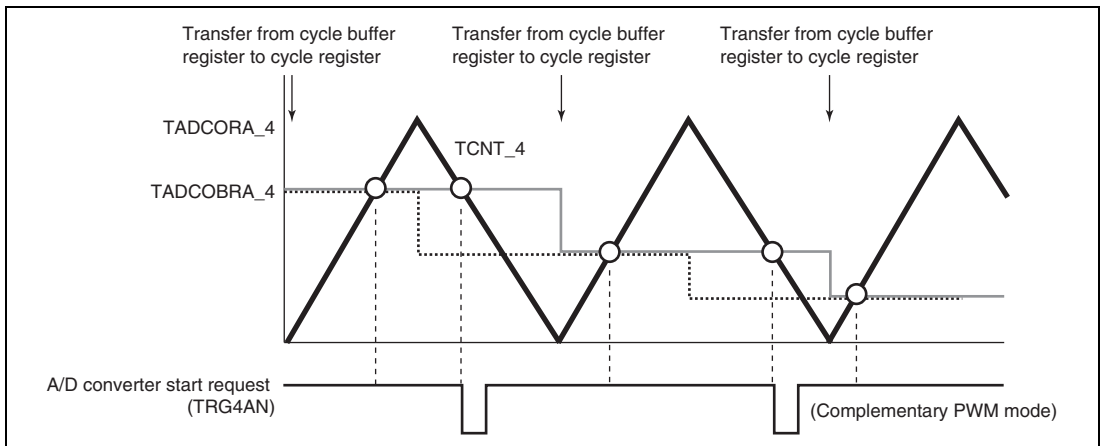 Transfer from cycle buffer
register to cycle register
Transfer from cycle buffer
register to cycle register
Transfer from cycle buffer
register to cycle register
TADCORA_4
TCNT_4
TADCOBRA_4
A/D converter start request
(TRG4AN)
(Complementary PWM mode)